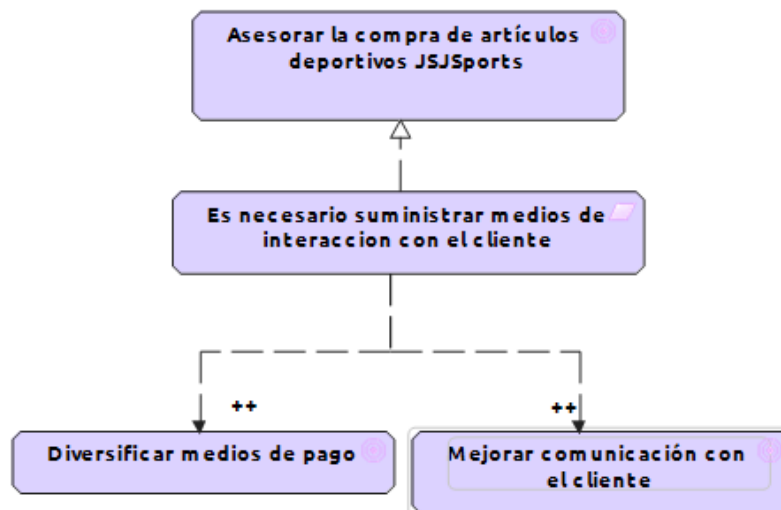 Asesorar la compra de artículos
deportivos JSJSports
Es necesario suministrar medios de
interaccion con el cliente
++
++
Diversificar medios de pago
Mejorar comunicación con
el cliente